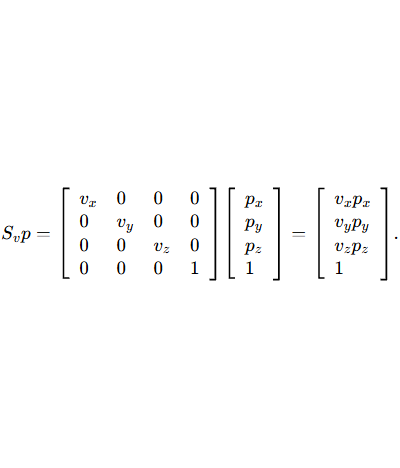 S_v p = \begin{bmatrix} v_x & 0 & 0 & 0 \\ 0 & v_y & 0 & 0 \\ 0 & 0 & v_z & 0 \\ 0 & 0 & 0 & 1 \end{bmatrix} \begin{bmatrix} p_x \\ p_y \\ p_z \\ 1 \end{bmatrix} = \begin{bmatrix} v_x p_x \\ v_y p_y \\ v_z p_z \\ 1 \end{bmatrix}.